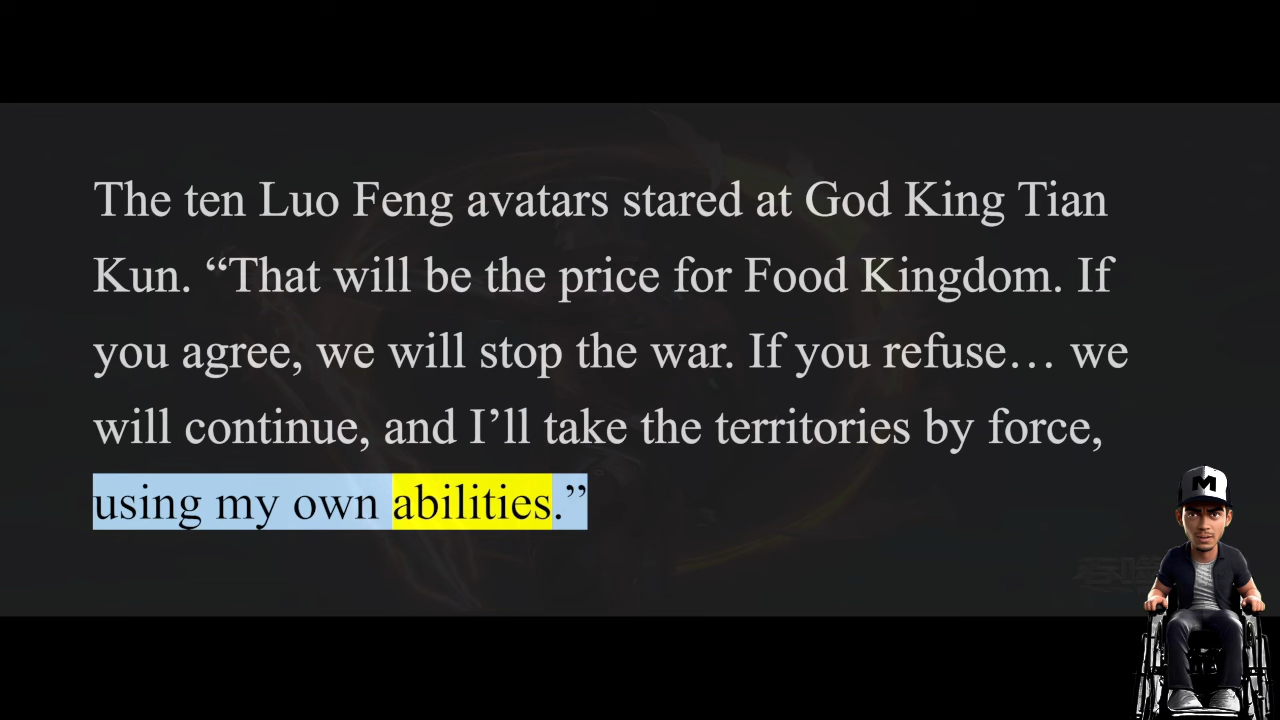 The ten Luo Feng avatars stared at God King Tian
Kun. “That will be the price for Food Kingdom. If
you agree, we will stop the war. If you refuse… we
will continue, and I’ll take the territories by force,
using my own abilities.”
M